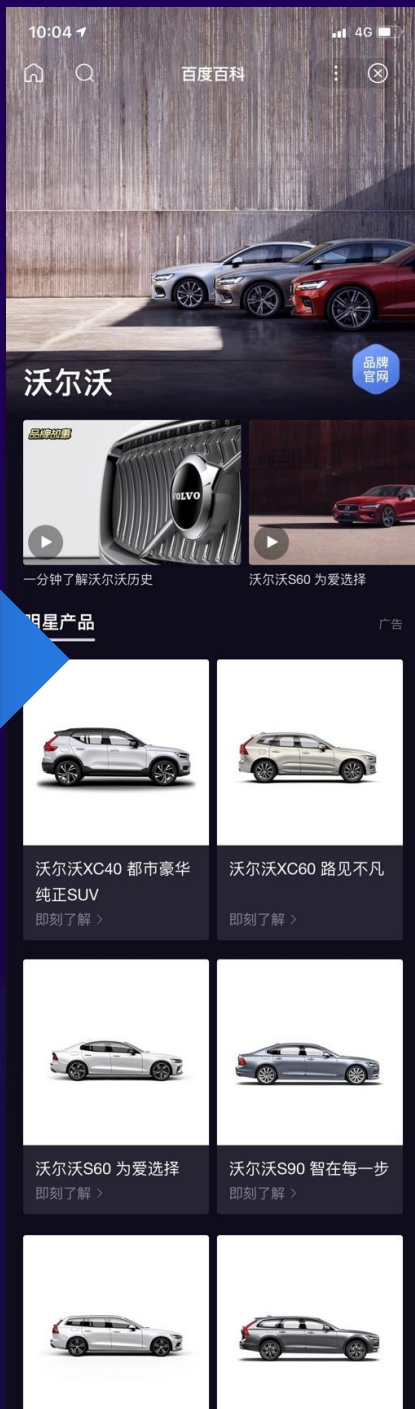 10:04
4G
百度百科
品牌
官网
沃尔沃
品牌故事
VOLVO
一分钟了解沃尔沃历史
沃尔沃S60 为爱选择
明星产品
广告
沃尔沃XC40 都市豪华
纯正SUV
即刻了解 >
沃尔沃XC60 路见不凡
即刻了解 >
沃尔沃S60 为爱选择
即刻了解 >
沃尔沃S90 智在每一步
即刻了解 >